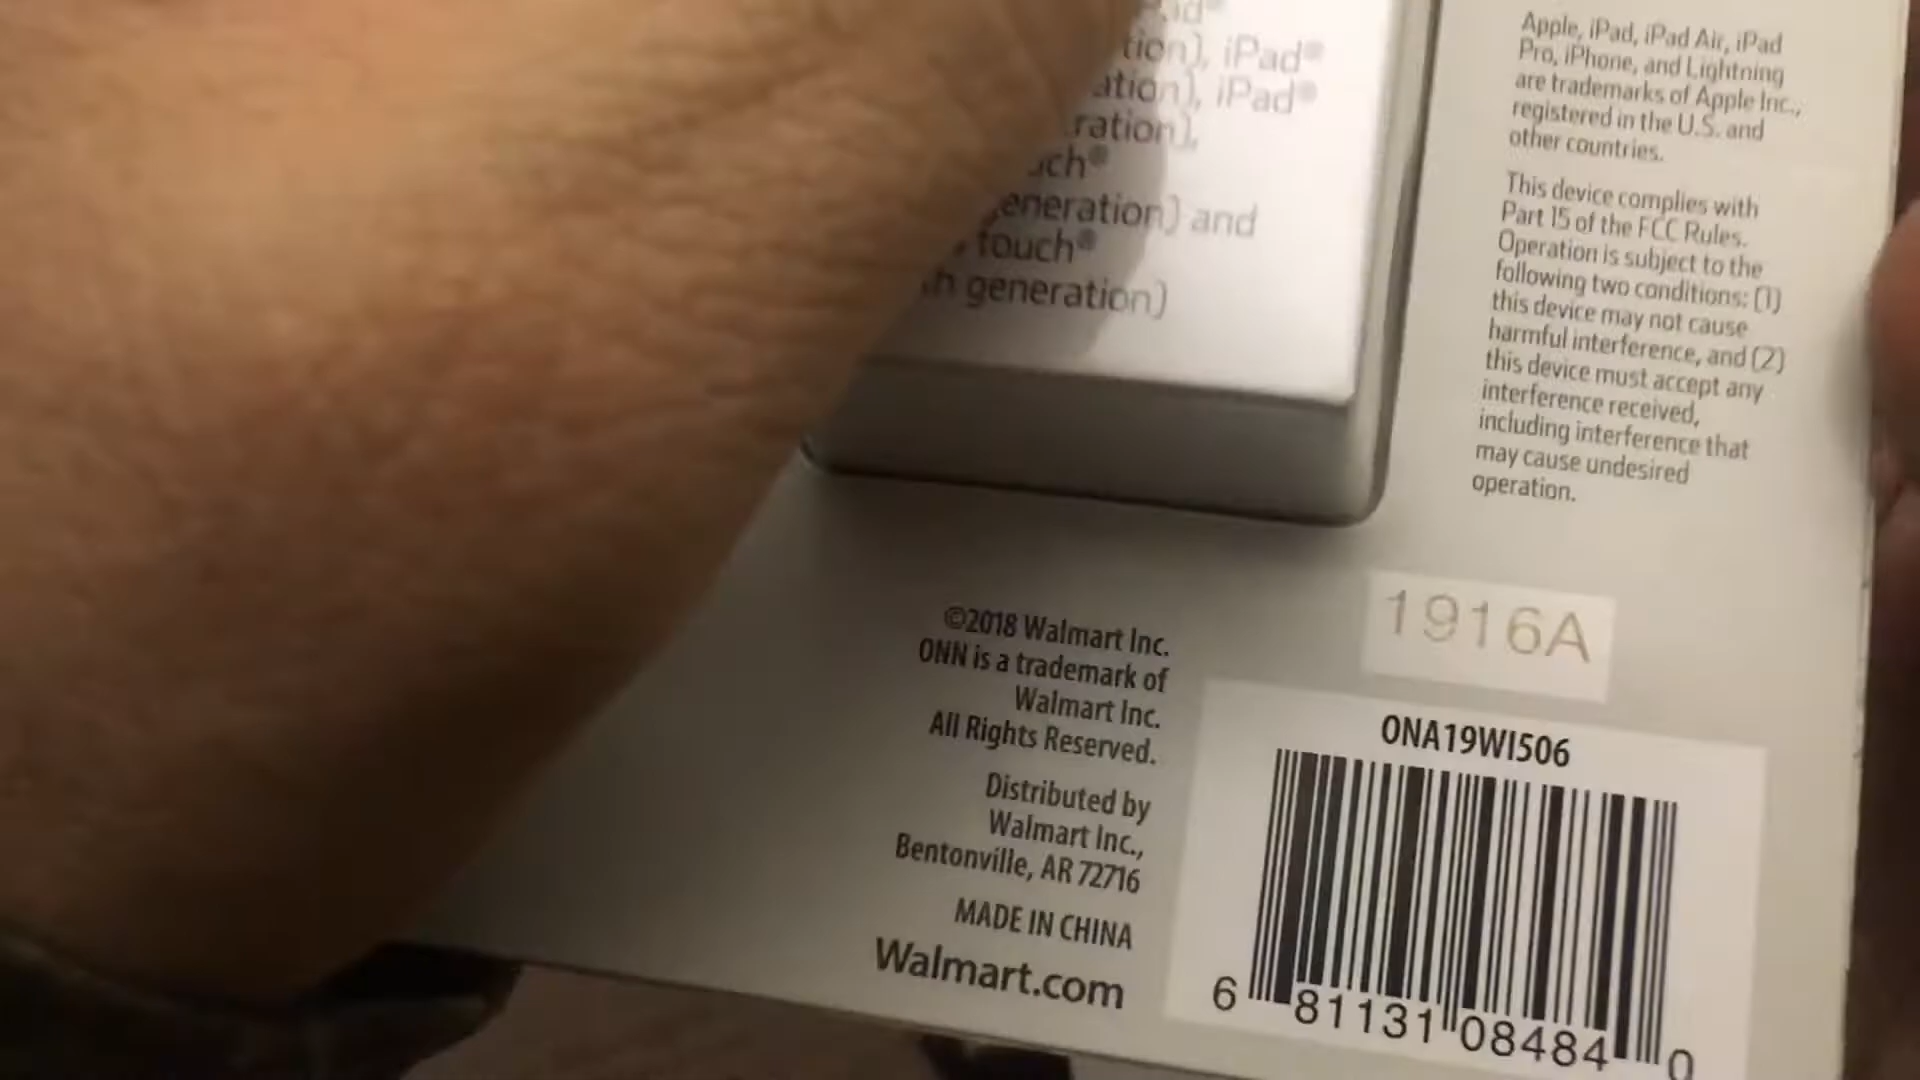 iPad®
iPad®
and
touch®
generation)
Apple, iPad, iPad Air, iPad
Pro, iPhone, and Lightning
are trademarks of Apple Inc.,
registered in the U.S. and
other countries.
This device complies with
Part 15 of the FCC Rules.
Operation is subject to the
following two conditions: (1)
this device may not cause
harmful interference, and (2)
this device must accept any
interference received,
including interference that
may cause undesired
operation.
©2018 Walmart Inc.
ONN is a trademark of
Walmart Inc.
All Rights Reserved.
Distributed by
Walmart Inc.,
Bentonville, AR 72716
MADE IN CHINA
Walmart.com
1916A
ONA19WI506
6 81131 08484 0